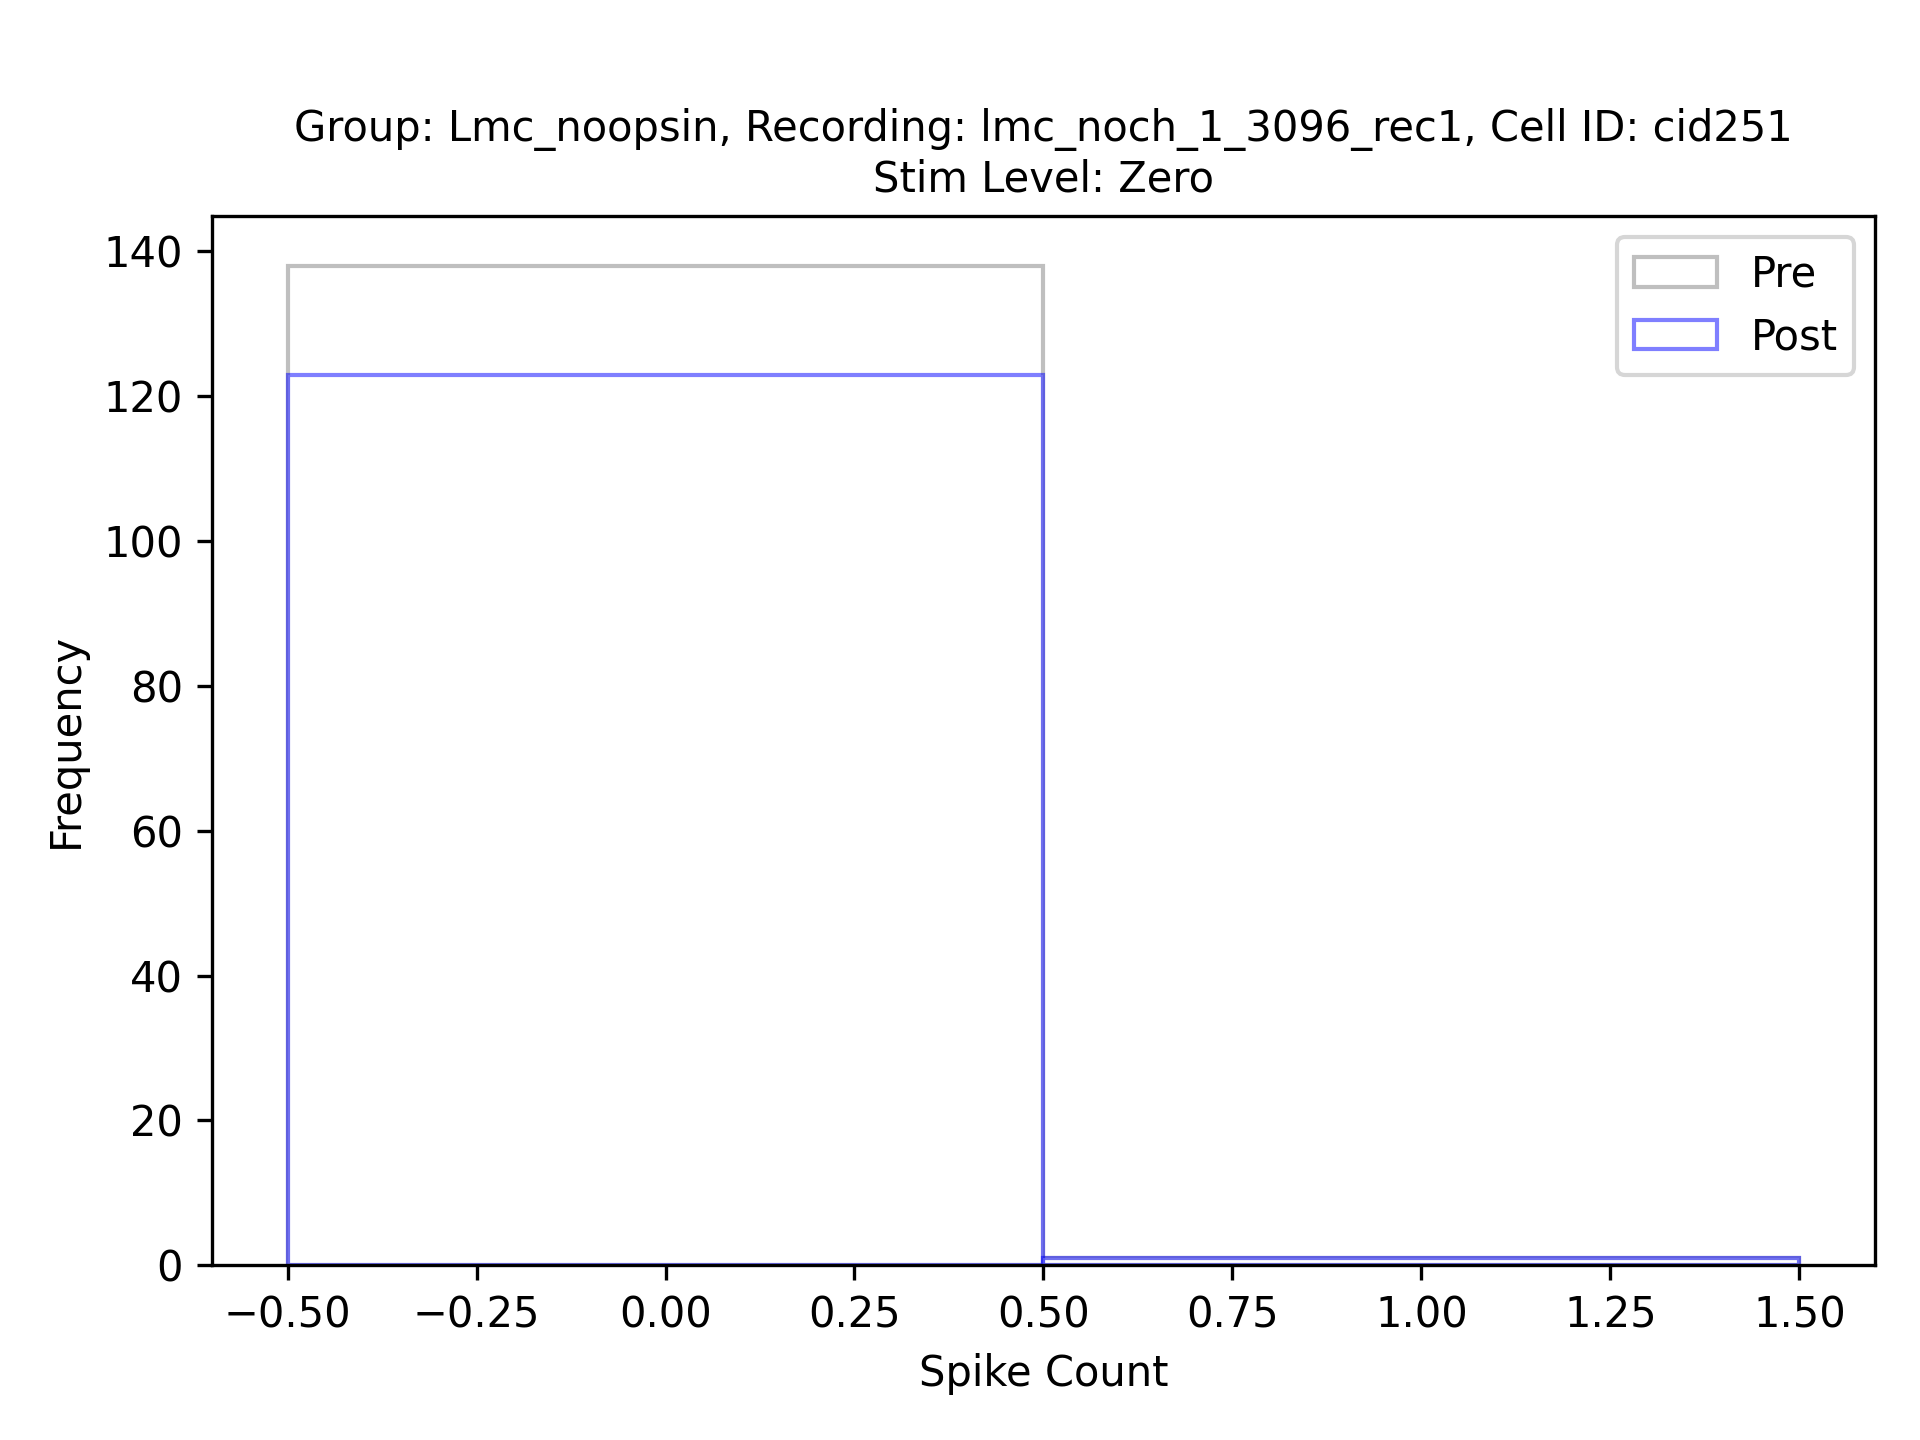 Group: Lmc_noopsin, Recording: lmc_noch_1_3096_rec1, Cell ID: cid251
Stim Level: Zero
Pre
Post
140
120
100
80
60
40
20
0
Frequency
−0.50 −0.25 0.00 0.25 0.50 0.75 1.00 1.25 1.50
Spike Count